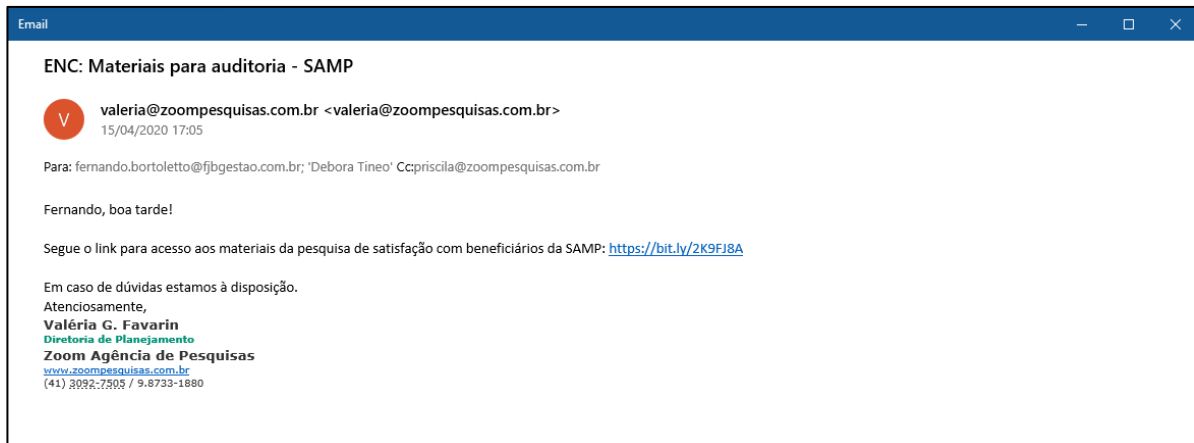 Email
ENC: Materiais para auditoria - SAMP
V
valeria@zoompesquisas.com.br <valeria@zoompesquisas.com.br>
15/04/2020 17:05
Para: fernando.bortoletto@fjbgestao.com.br; 'Debora Tineo' Cc:priscila@zoompesquisas.com.br
Fernando, boa tarde!
Segue o link para acesso aos materiais da pesquisa de satisfação com beneficiários da SAMP: https://bit.ly/2K9FJ8A
Em caso de dúvidas estamos à disposição.
Atenciosamente,
Valéria G. Favarin
Diretoria de Planejamento
Zoom Agência de Pesquisas
www.zoompesquisas.com.br
(41) 3092-7505 / 9.8733-1880